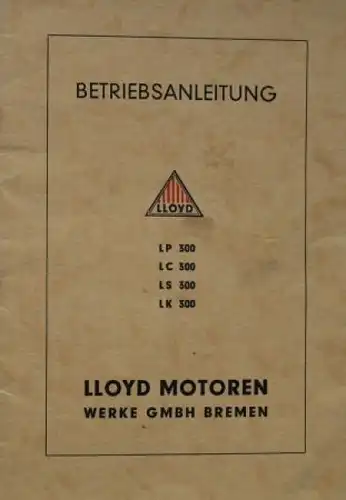 BETRIEBSANLEITUNG
LLOYD
LP 300
LC 300
LS 300
LK 300
LLOYD MOTOREN
WERKE GMBH BREMEN